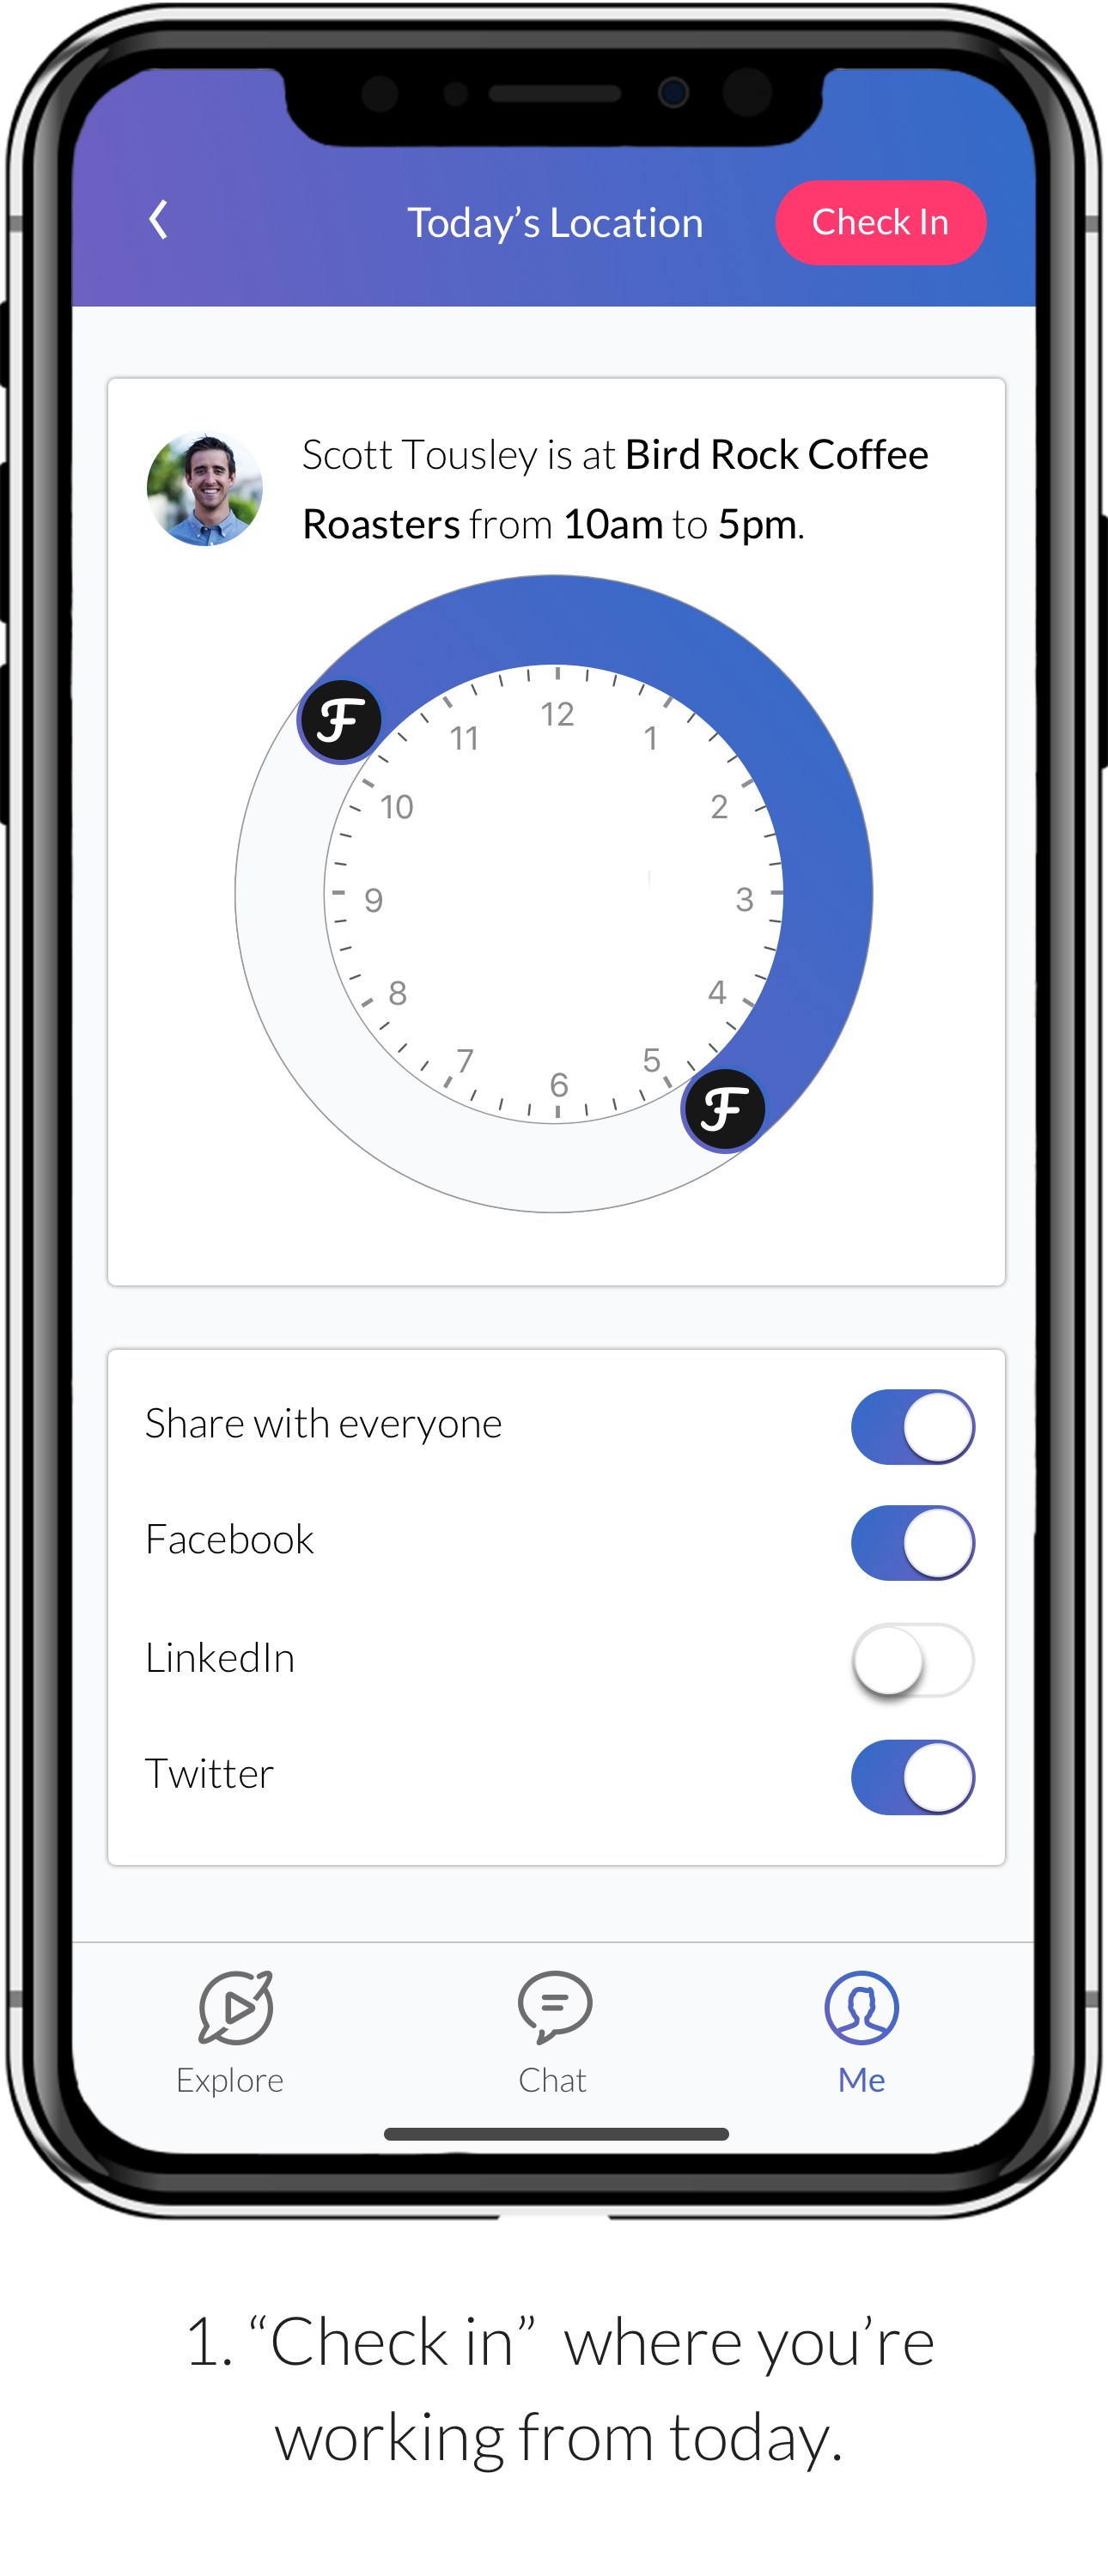 Today’s Location
Check In
Scott Tousley is at Bird Rock Coffee
Roasters from 10am to 5pm.
F
12
11
1
10
2
9
3
8
4
7
5
6
F
Share with everyone
Facebook
LinkedIn
Twitter
Explore
Chat
Me
1. “Check in” where you’re
working from today.